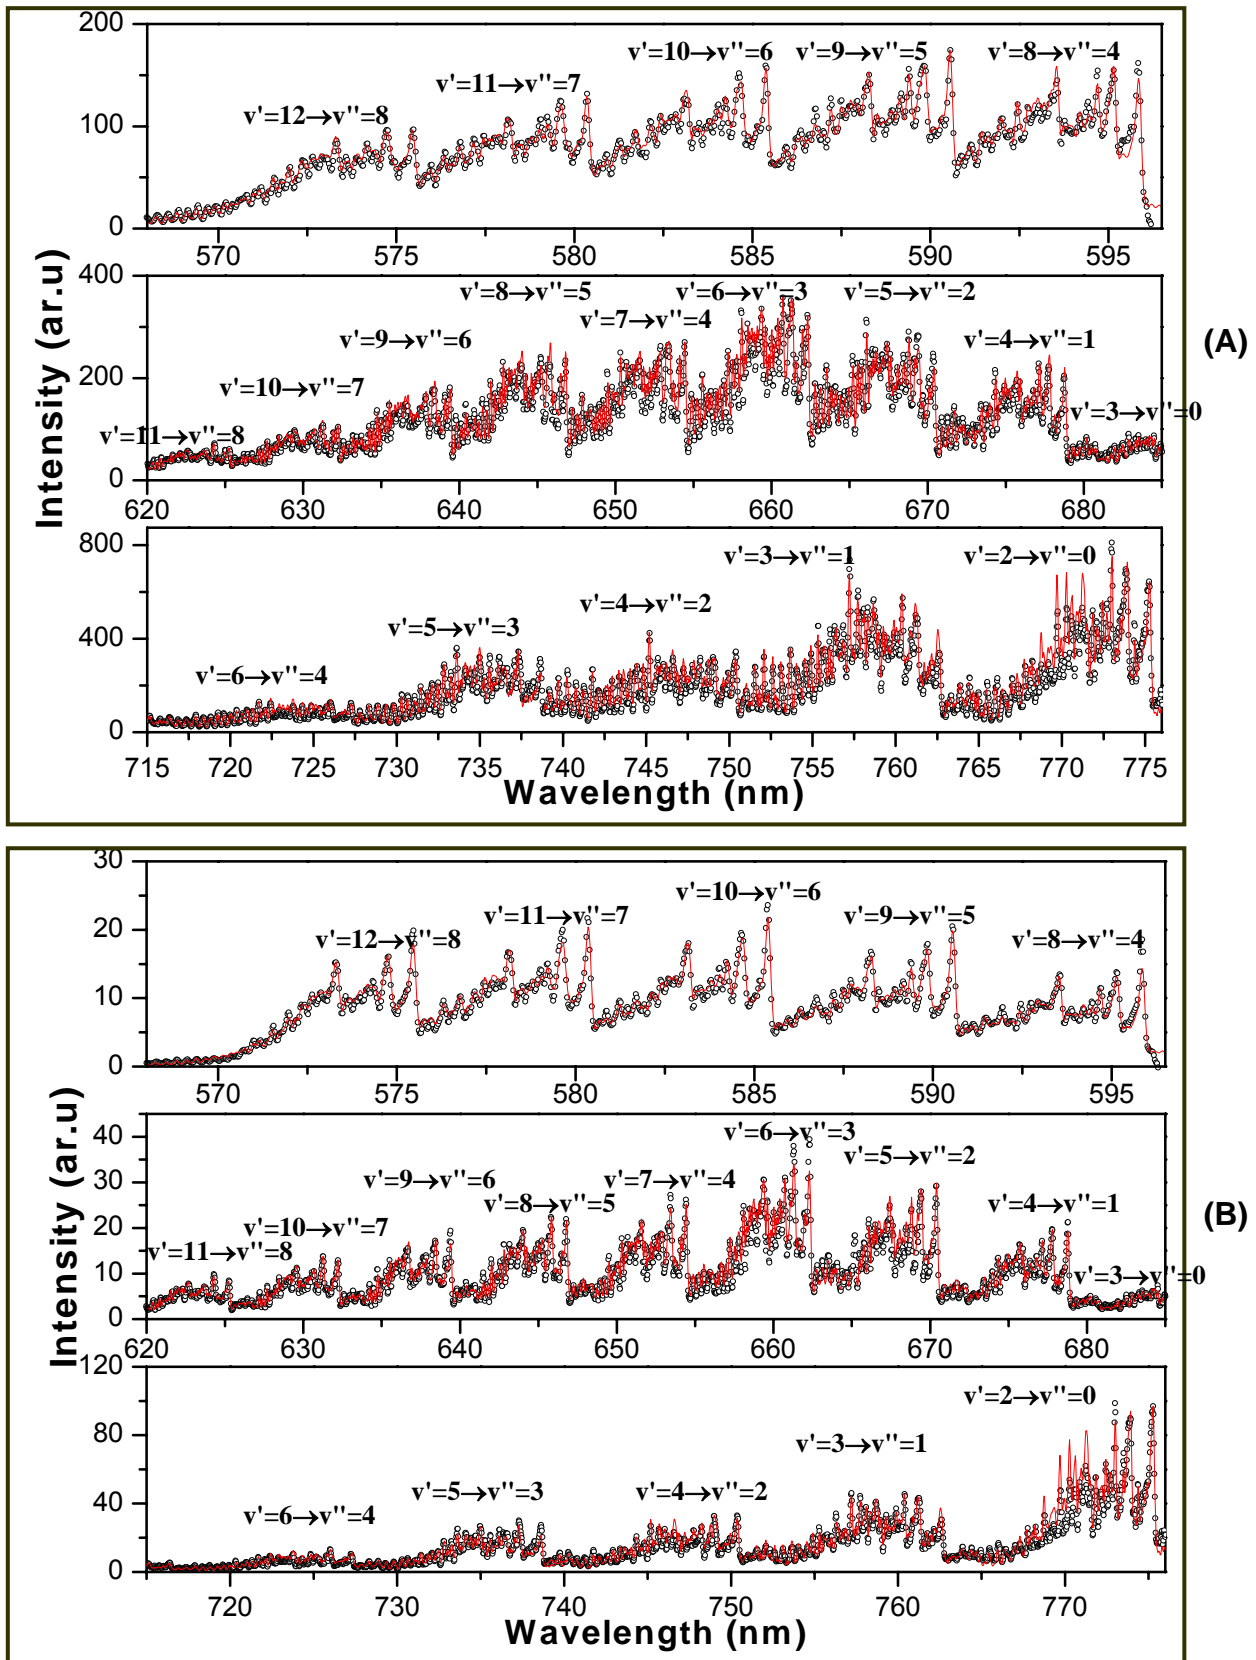 200
v'=10→v''=6 v'=9→v''=5 v'=8→v''=4
v'=11→v''=7
v'=12→v''=8
100
0
570 575 580 585 590 595
400
v'=8→v''=5 v'=6→v''=3 v'=5→v''=2
v'=7→v''=4
v'=9→v''=6 v'=4→v''=1
v'=10→v''=7
200
v'=3→v''=0
v'=11→v''=8
0
620 630 640 650 660 670 680
800
v'=3→v''=1 v'=2→v''=0
v'=4→v''=2
v'=5→v''=3
400
v'=6→v''=4
0
715 720 725 730 735 740 745 750 755 760 765 770 775
Wavelength (nm)
Intensity (ar.u)
(A)
30
v'=10→v''=6
v'=11→v''=7 v'=9→v''=5
v'=12→v''=8 v'=8→v''=4
20
10
0
570 575 580 585 590 595
40
v'=6→v''=3
v'=5→v''=2
30
v'=9→v''=6 v'=7→v''=4
v'=8→v''=5 v'=4→v''=1
v'=10→v''=7
20
v'=11→v''=8
v'=3→v''=0
10
0
620 630 640 650 660 670 680
120
v'=2→v''=0
80
v'=3→v''=1
v'=5→v''=3 v'=4→v''=2
40
v'=6→v''=4
0
720 730 740 750 760 770
Wavelength (nm)
Intensity (ar.u)
(B)